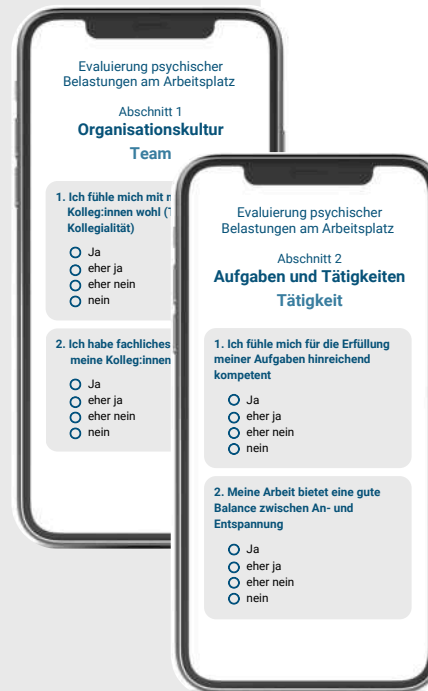 Evaluierung psychischer
Belastungen am Arbeitsplatz
Abschnitt 1
Organisationskultur
Team
1. Ich fühle mich mit
Kolleg:innen wohl
Kollegialität)
Ja
eher ja
eher nein
nein
2. Ich habe fachliches
meine Kolleg:innen
Ja
eher ja
eher nein
nein
Evaluierung psychischer
Belastungen am Arbeitsplatz
Abschnitt 2
Aufgaben und Tätigkeiten
Tätigkeit
1. Ich fühle mich für die Erfüllung
meiner Aufgaben hinreichend
kompetent
Ja
eher ja
eher nein
nein
2. Meine Arbeit bietet eine gute
Balance zwischen An- und
Entspannung
Ja
eher ja
eher nein
nein